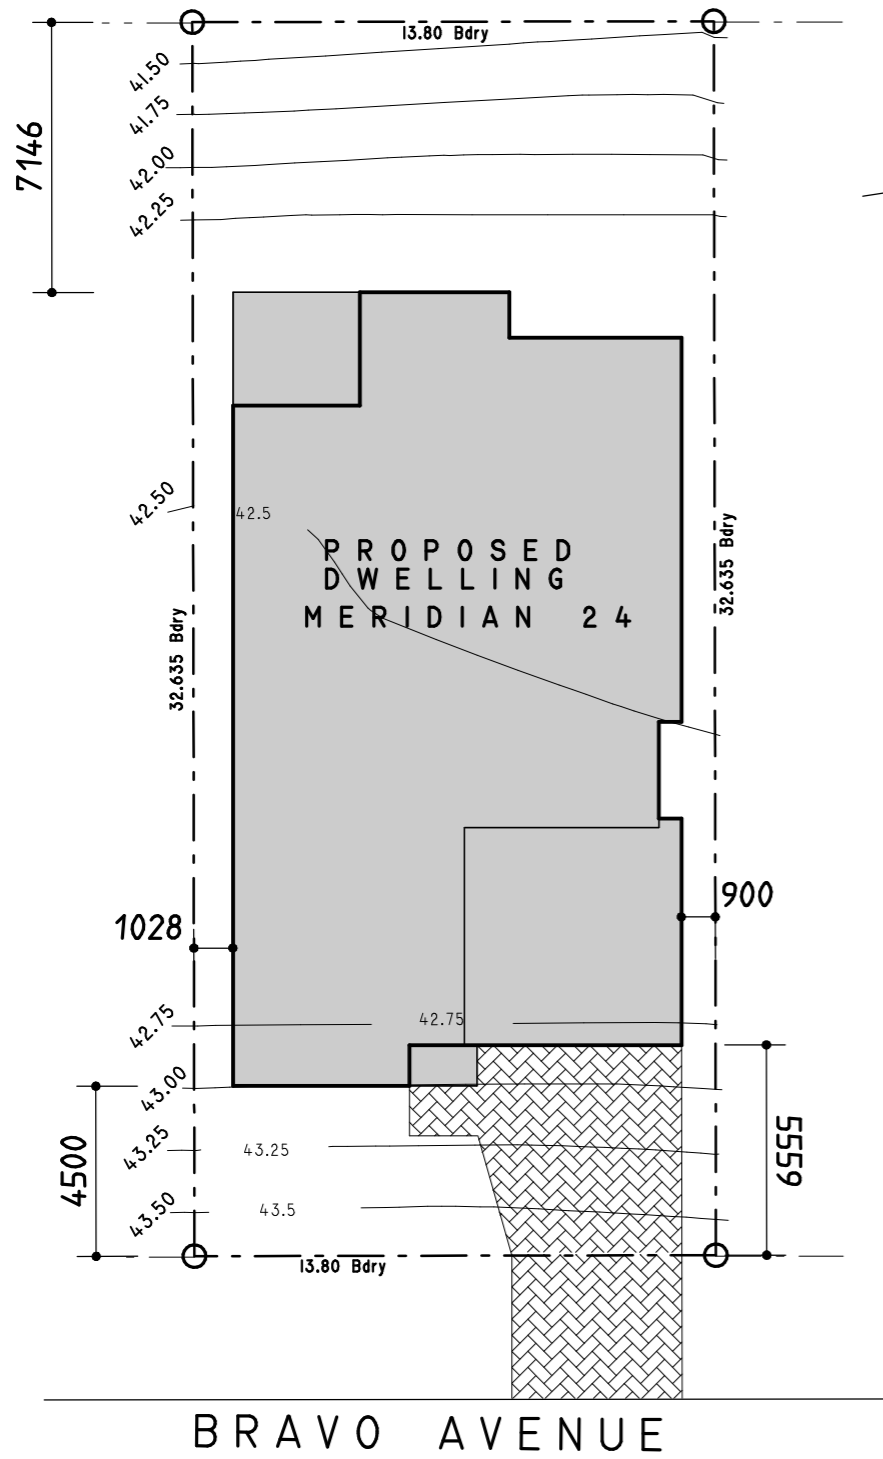 13.80 Bdry
41.50
41.75
7146
42.00
42.25
42.50
42.5
PROPOSED
DWELLING
MERIDIAN 24
32.635 Bdry
32.635 Bdry
900
1028
42.75
42.75
43.00
43.25
43.25
4500
5559
43.50
43.5
13.80 Bdry
BRAVO AVENUE